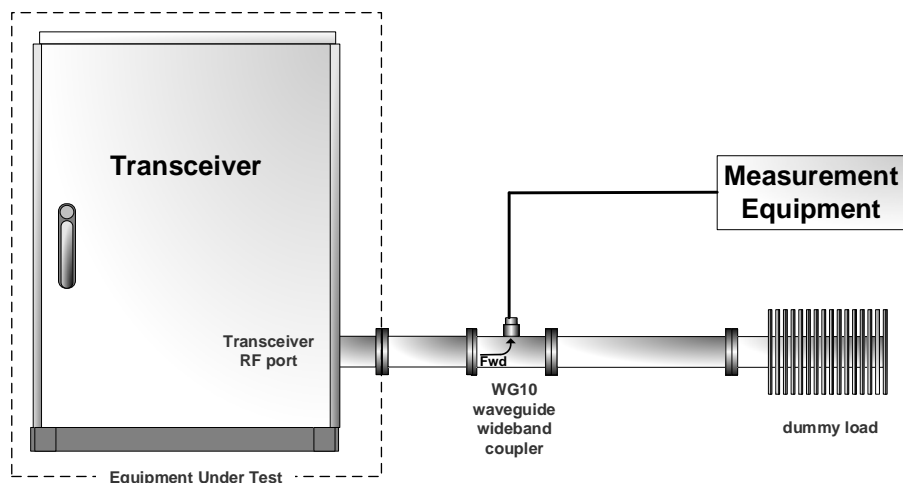 Transceiver
Measurement
Equipment
Transceiver
RF port
Fwd
WG10
waveguide
wideband
coupler
dummy load
Equipment Under Test